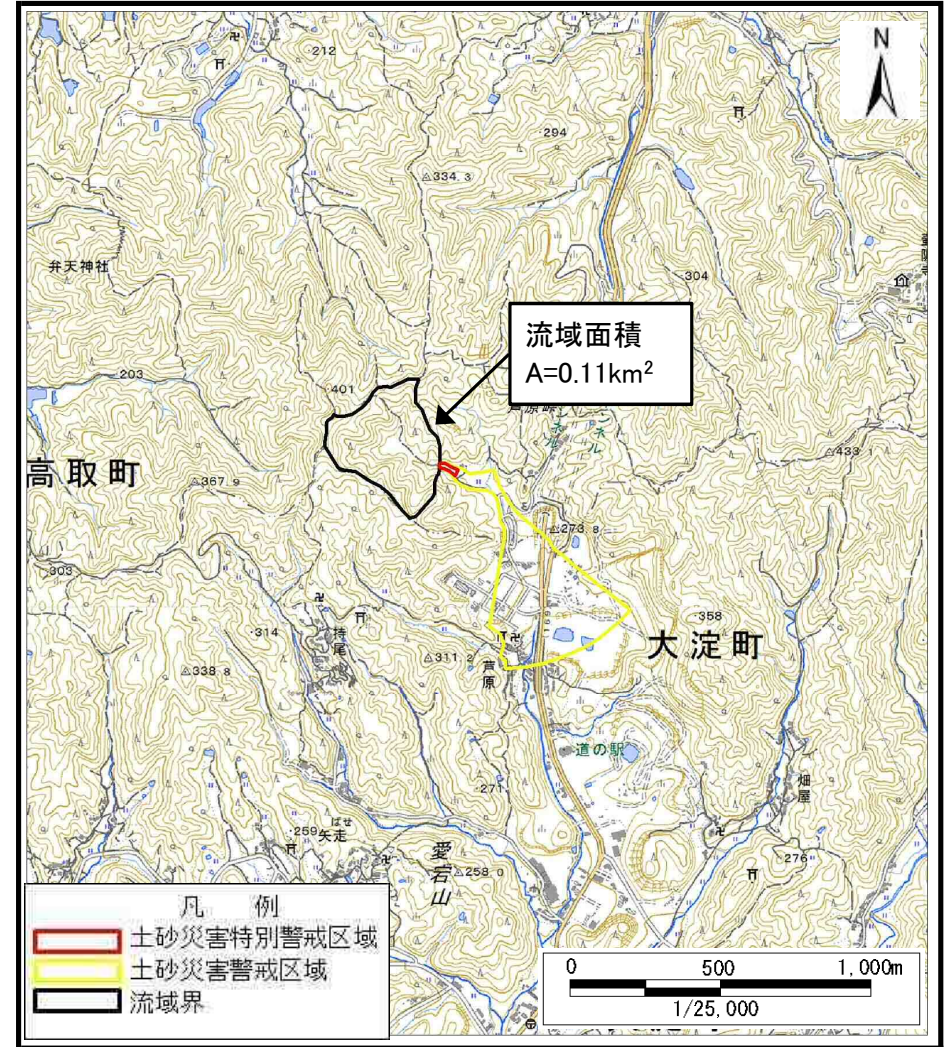 N
212
294
334.3
304
弁天神社
流域面積
A=0.11km²
203
401
高取町
367.9
433.1
273.8
303
314
持尾
358
大淀町
338.8
311.2
芦原
道の駅
271
畑屋
ばせ
259
矢走
愛宕山
258.0
276
凡 例
土砂災害特別警戒区域
土砂災害警戒区域
流域界
0 500 1,000m
1/25,000